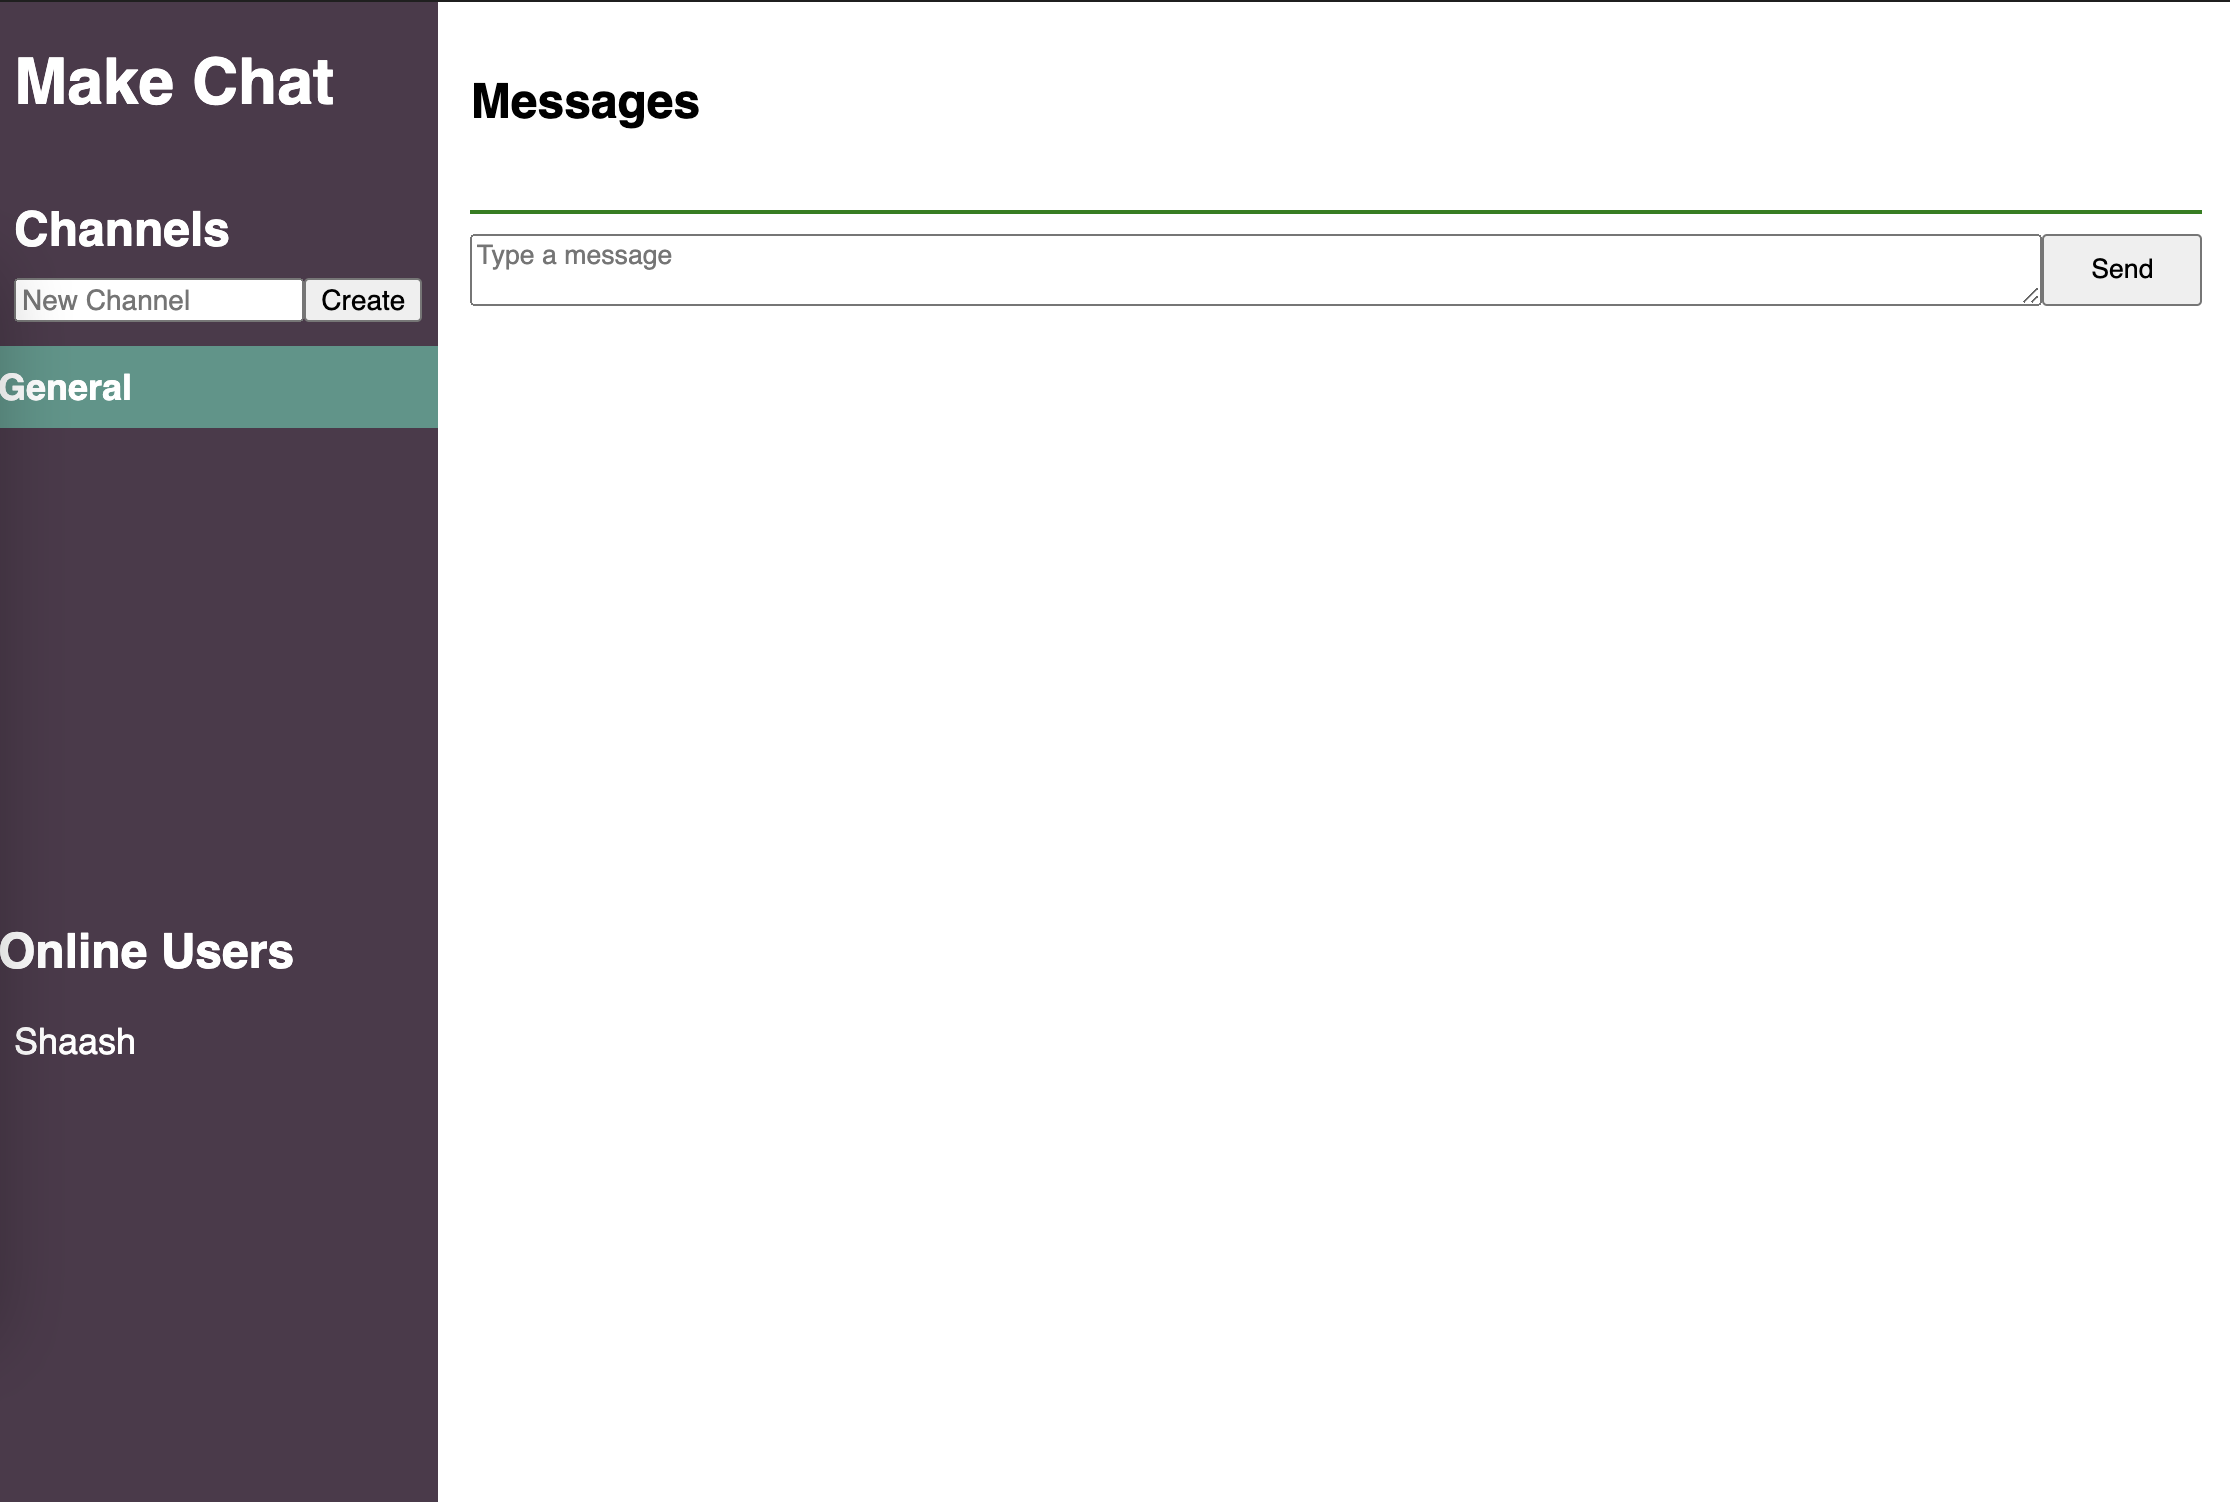 Make Chat
Channels
New Channel
Create
General
Online Users
Shaash
Messages
Type a message
Send